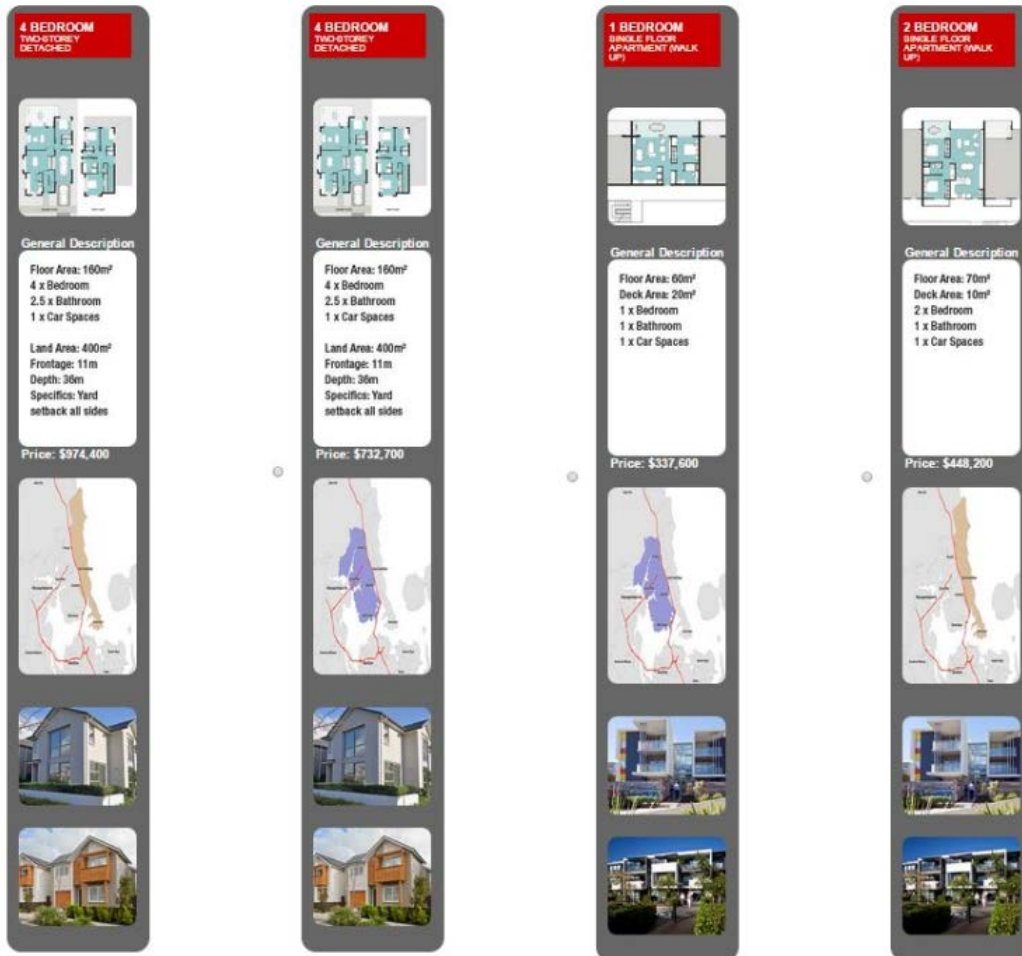 4 BEDROOM
TWO-STOREY
DETACHED
General Description
Floor Area: 160m²
4 x Bedroom
2.5 x Bathroom
1 x Car Spaces
Land Area: 400m²
Frontage: 11m
Depth: 36m
Specifics: Yard
setback all sides
Price: $974,400
4 BEDROOM
TWO-STOREY
DETACHED
General Description
Floor Area: 160m²
4 x Bedroom
2.5 x Bathroom
1 x Car Spaces
Land Area: 400m²
Frontage: 11m
Depth: 36m
Specifics: Yard
setback all sides
Price: $732,700
1 BEDROOM
SINGLE FLOOR
APARTMENT (WALK
UP)
General Description
Floor Area: 60m²
Deck Area: 20m²
1 x Bedroom
1 x Bathroom
1 x Car Spaces
Price: $337,600
2 BEDROOM
SINGLE FLOOR
APARTMENT (WALK
UP)
General Description
Floor Area: 70m²
Deck Area: 10m²
2 x Bedroom
1 x Bathroom
1 x Car Spaces
Price: $448,200